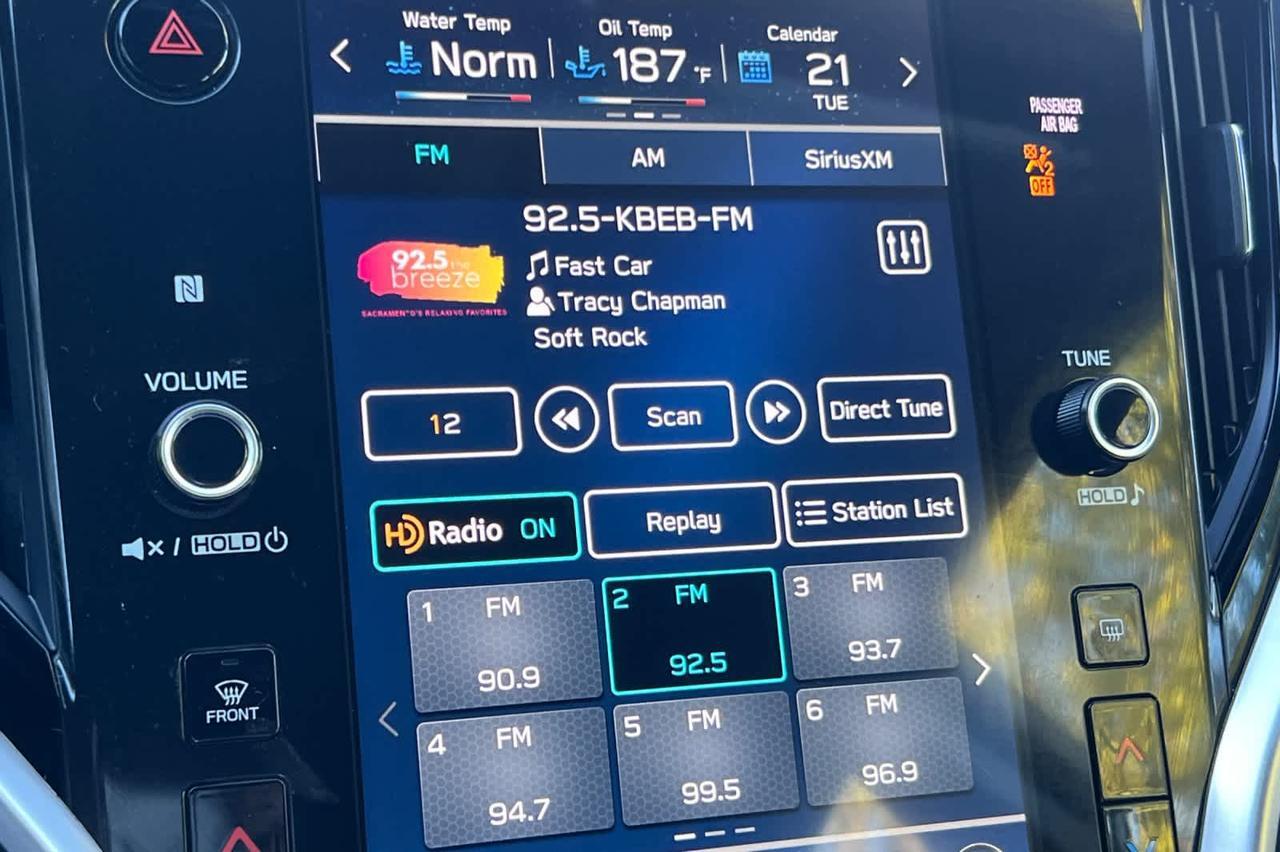 Water Temp
Norm
Oil Temp
187 °F
Calendar
21
TUE
PASSENGER
AIR BAG
2
OFF
FM
AM
SiriusXM
92.5-KBEB-FM
92.5 the
breeze
SACRAMENTO'S RELAXING FAVORITES
Fast Car
Tracy Chapman
Soft Rock
VOLUME
TUNE
12
Scan
Direct Tune
HOLD
HD Radio ON
Replay
Station List
/ HOLD
1 FM
90.9
2 FM
92.5
3 FM
93.7
FRONT
4 FM
94.7
5 FM
99.5
6 FM
96.9